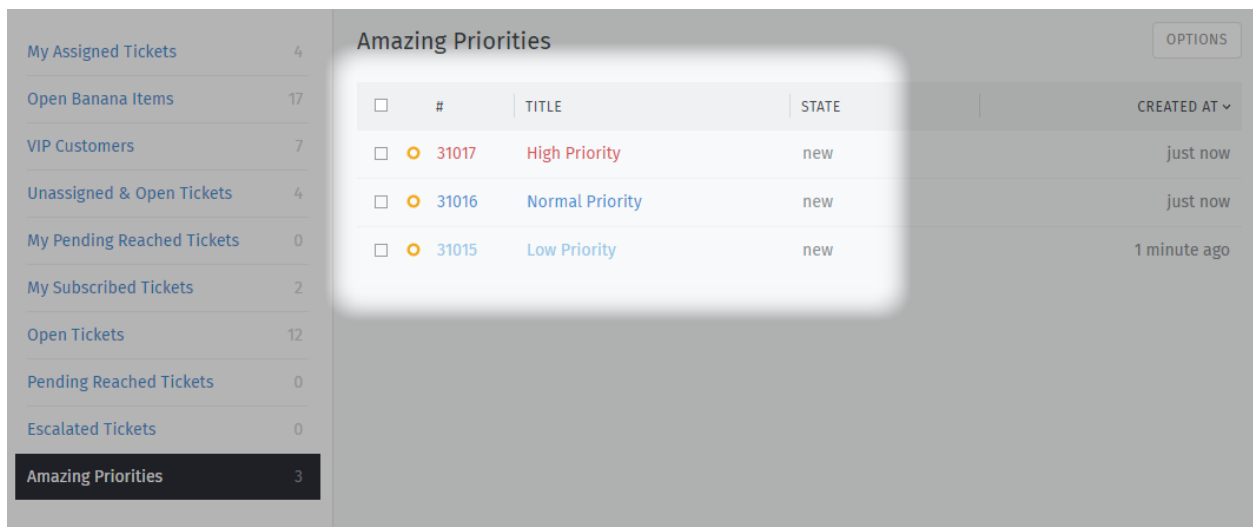 My Assigned Tickets 4
Open Banana Items 17
VIP Customers 7
Unassigned & Open Tickets 4
My Pending Reached Tickets 0
My Subscribed Tickets 2
Open Tickets 12
Pending Reached Tickets 0
Escalated Tickets 0
Amazing Priorities 3
Amazing Priorities OPTIONS
# TITLE STATE CREATED AT
31017 High Priority new just now
31016 Normal Priority new just now
31015 Low Priority new 1 minute ago